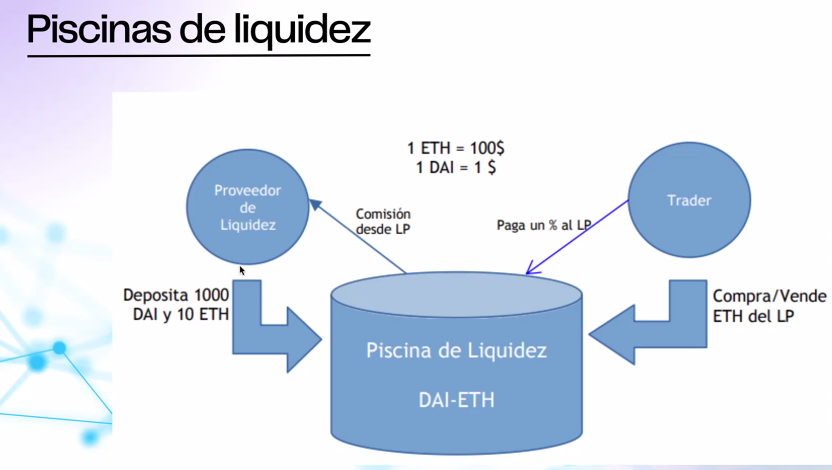 Piscinas de liquidez
1 ETH = 100$
1 DAI = 1 $
Proveedor
de
Liquidez
Comisión
desde LP
Paga un % al LP
Trader
Deposita 1000
DAI y 10 ETH
Compra/Vende
ETH del LP
Piscina de Liquidez
DAI-ETH